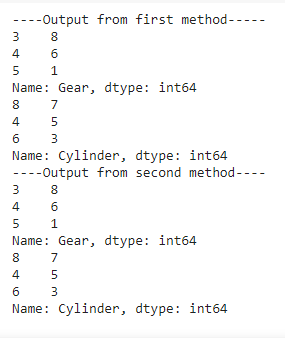 ----Output from first method-----
3    8
4    6
5    1
Name: Gear, dtype: int64
8    7
4    5
6    3
Name: Cylinder, dtype: int64
----Output from second method----
3    8
4    6
5    1
Name: Gear, dtype: int64
8    7
4    5
6    3
Name: Cylinder, dtype: int64